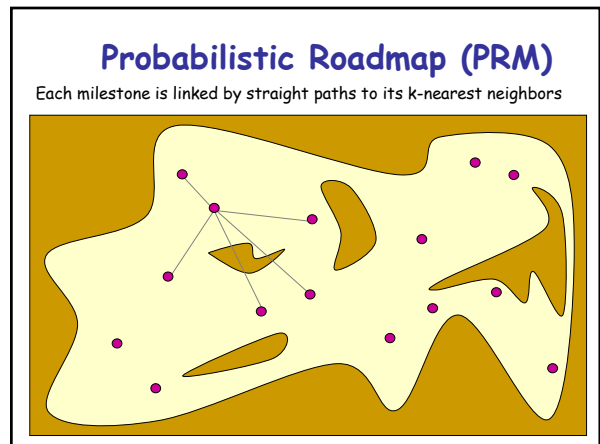 Probabilistic Roadmap (PRM)
Each milestone is linked by straight paths to its k-nearest neighbors